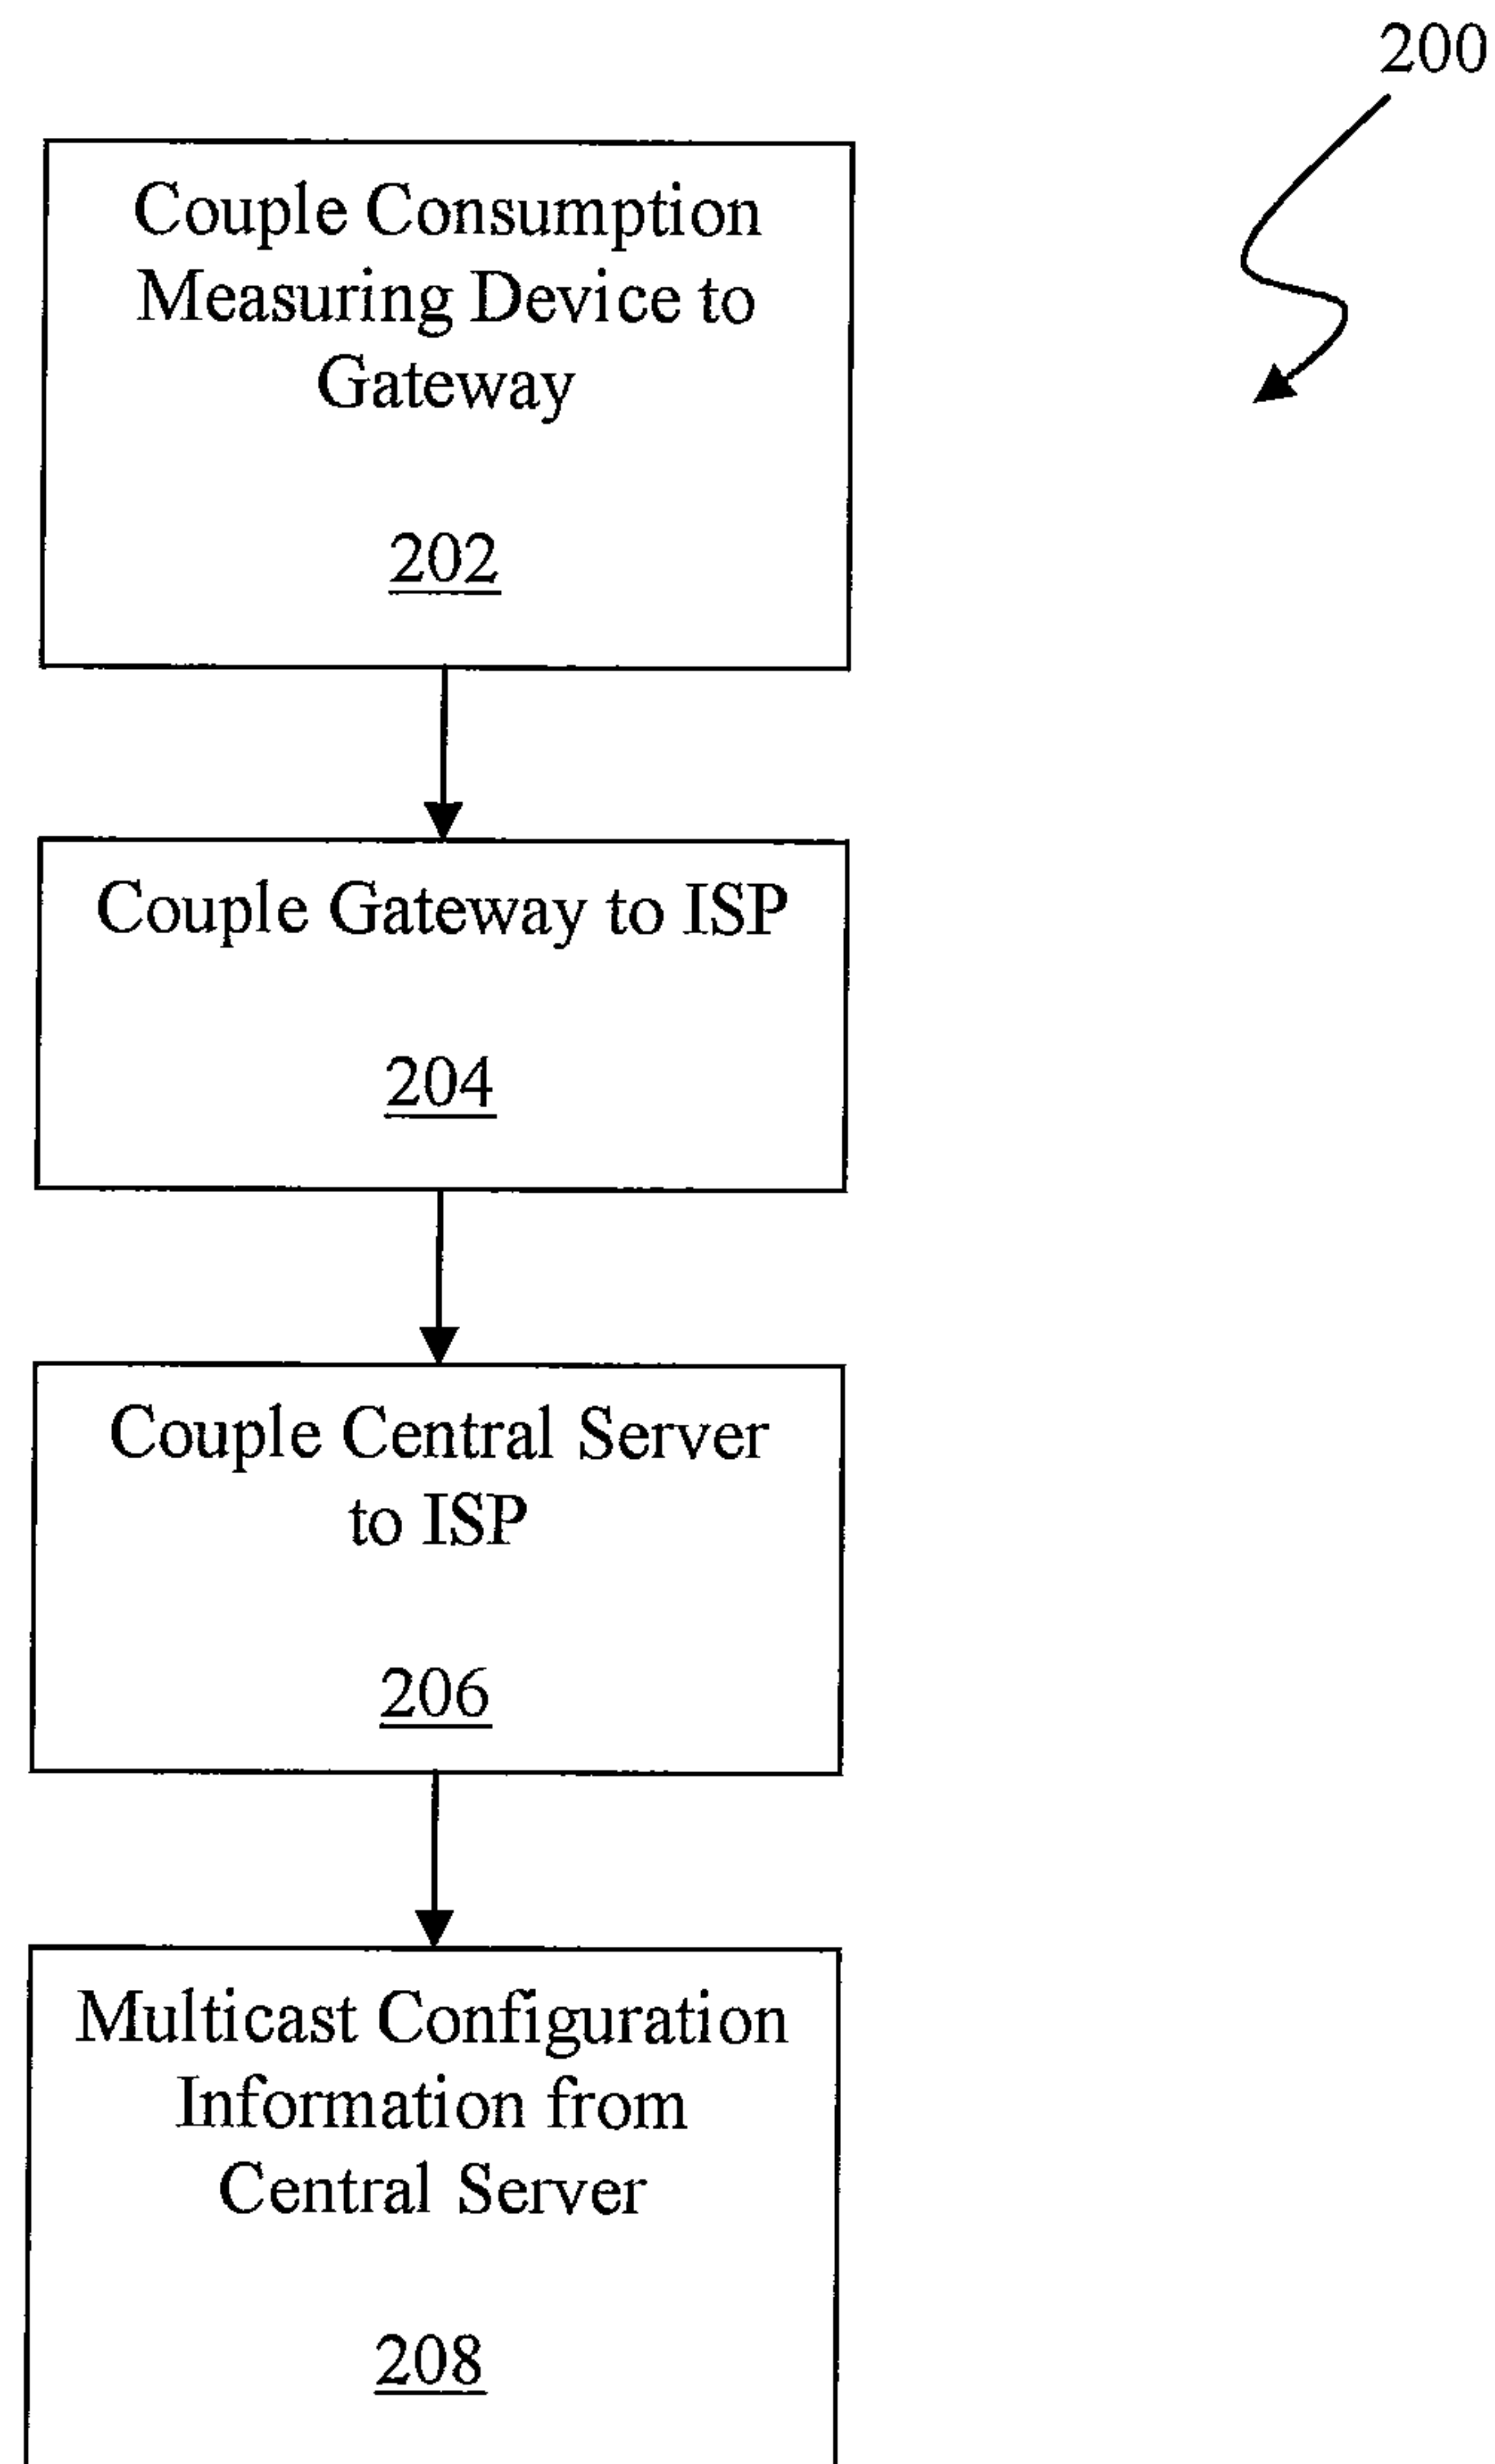 200
Couple Consumption
Measuring Device to
Gateway
202
Couple Gateway to ISP
204
Couple Central Server
to ISP
206
Multicast Configuration
Information from
Central Server
208